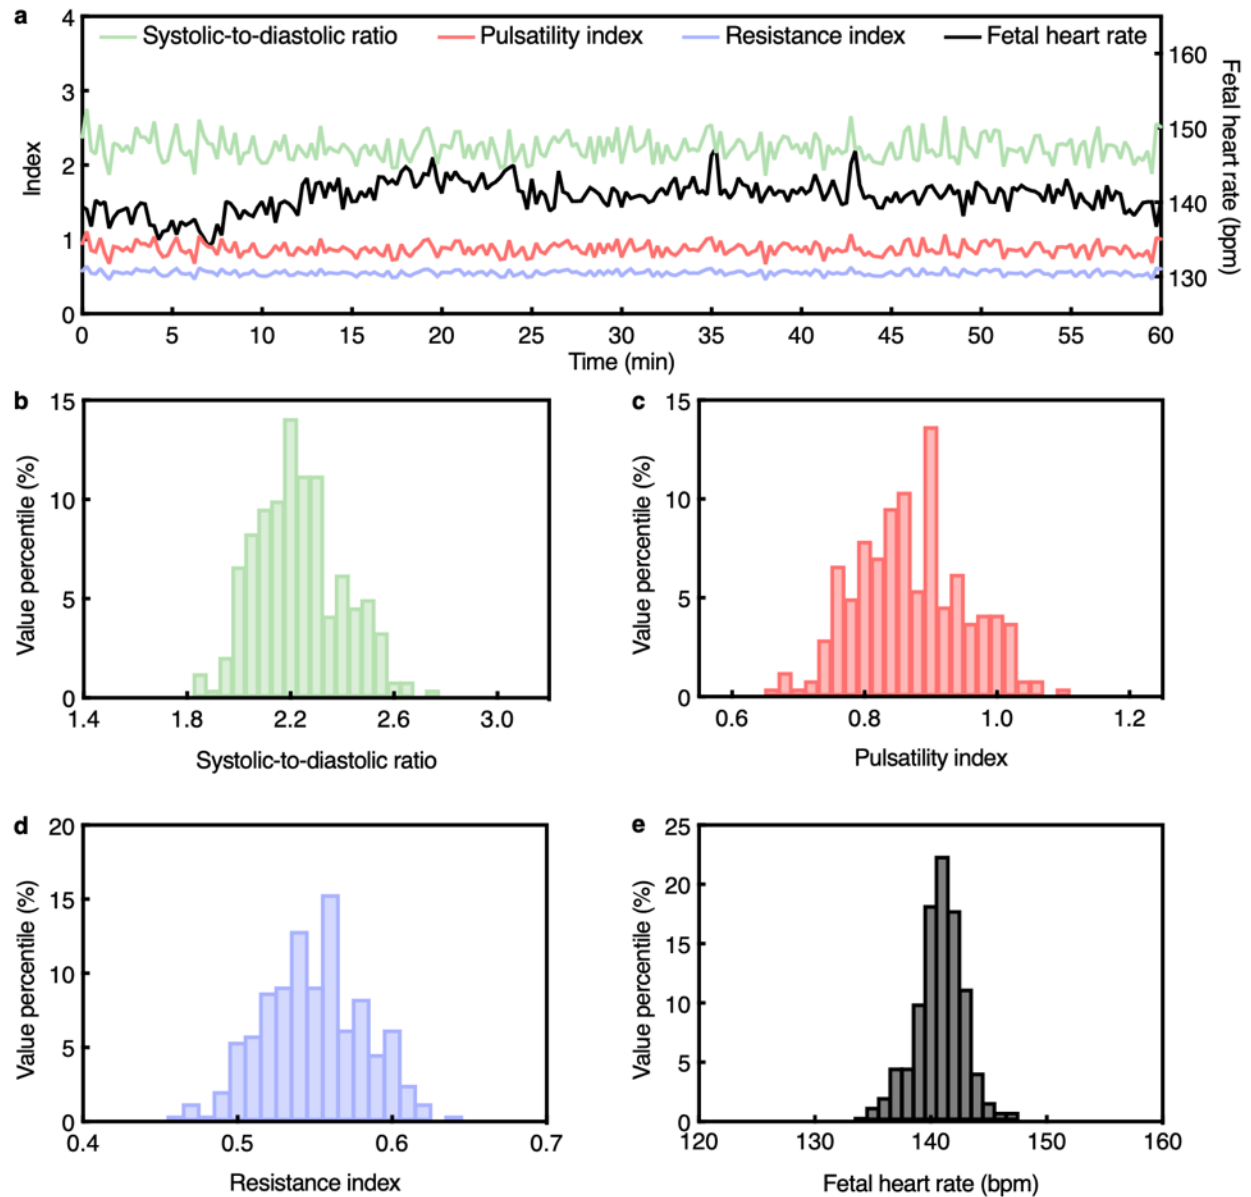 a
Systolic-to-diastolic ratio Pulsatility index Resistance index Fetal heart rate
4
3
2
1
0
Index
160
150
140
130
Fetal heart rate (bpm)
0 5 10 15 20 25 30 35 40 45 50 55 60
Time (min)
b
15
10
5
0
Value percentile (%)
1.4 1.8 2.2 2.6 3.0
Systolic-to-diastolic ratio
c
15
10
5
0
Value percentile (%)
0.6 0.8 1.0 1.2
Pulsatility index
d
20
15
10
5
0
Value percentile (%)
0.4 0.5 0.6 0.7
Resistance index
e
25
20
15
10
5
0
Value percentile (%)
120 130 140 150 160
Fetal heart rate (bpm)